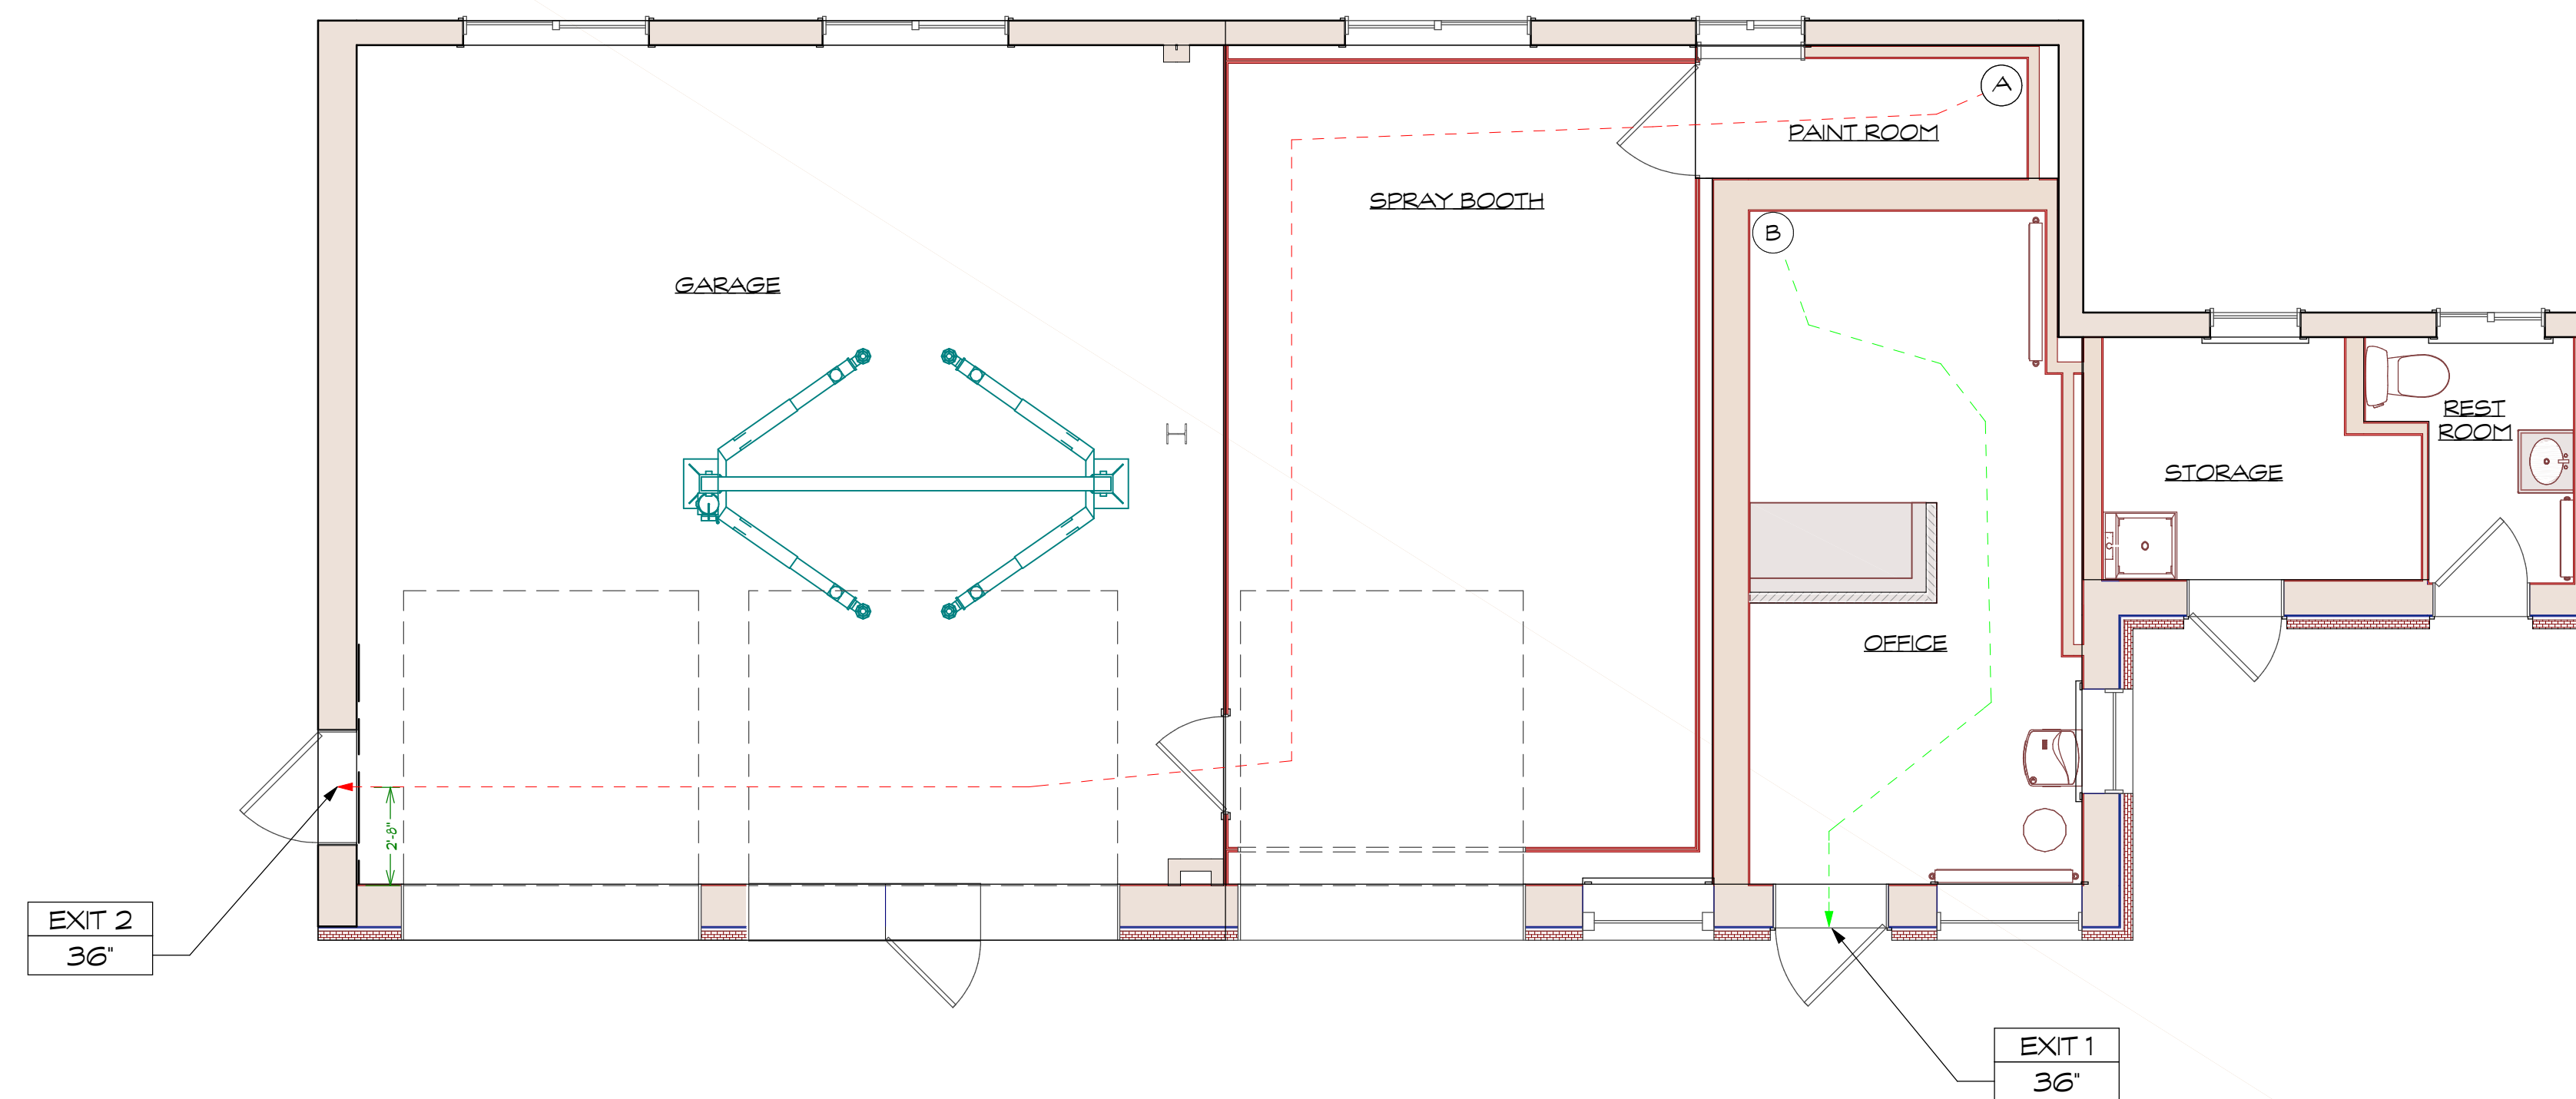 A
PAINT ROOM
SPRAY BOOTH
B
GARAGE
REST
ROOM
STORAGE
OFFICE
2'-8"
EXIT 2
36"
EXIT 1
36"